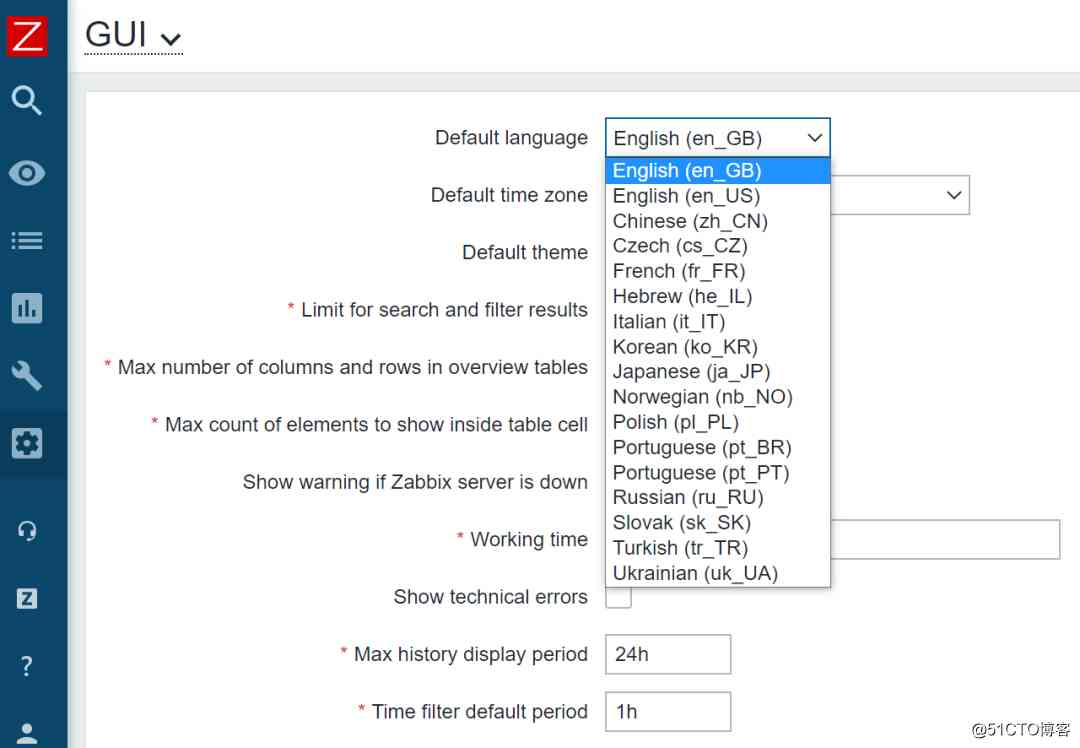 Z
GUI
Default language English (en_GB)
English (en_GB)
English (en_US)
Default time zone
Chinese (zh_CN)
Czech (cs_CZ)
Default theme
French (fr_FR)
Hebrew (he_IL)
* Limit for search and filter results
Italian (it_IT)
Korean (ko_KR)
* Max number of columns and rows in overview tables
Japanese (ja_JP)
Norwegian (nb_NO)
* Max count of elements to show inside table cell
Polish (pl_PL)
Portuguese (pt_BR)
Portuguese (pt_PT)
Show warning if Zabbix server is down
Russian (ru_RU)
Slovak (sk_SK)
* Working time
Turkish (tr_TR)
Ukrainian (uk_UA)
Show technical errors
Z
* Max history display period 24h
?
* Time filter default period 1h
@51CTO博客